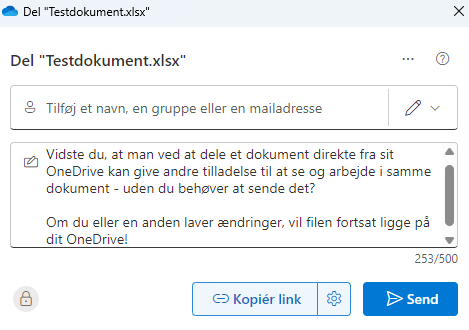 Del "Testdokument.xlsx"
Del "Testdokument.xlsx"
Tilføj et navn, en gruppe eller en mailadresse
Vidste du, at man ved at dele et dokument direkte fra sit
OneDrive kan give andre tilladelse til at se og arbejde i samme
dokument - uden du behøver at sende det?
Om du eller en anden laver ændringer, vil filen fortsat ligge på
dit OneDrive!
253/500
Kopiér link
Send